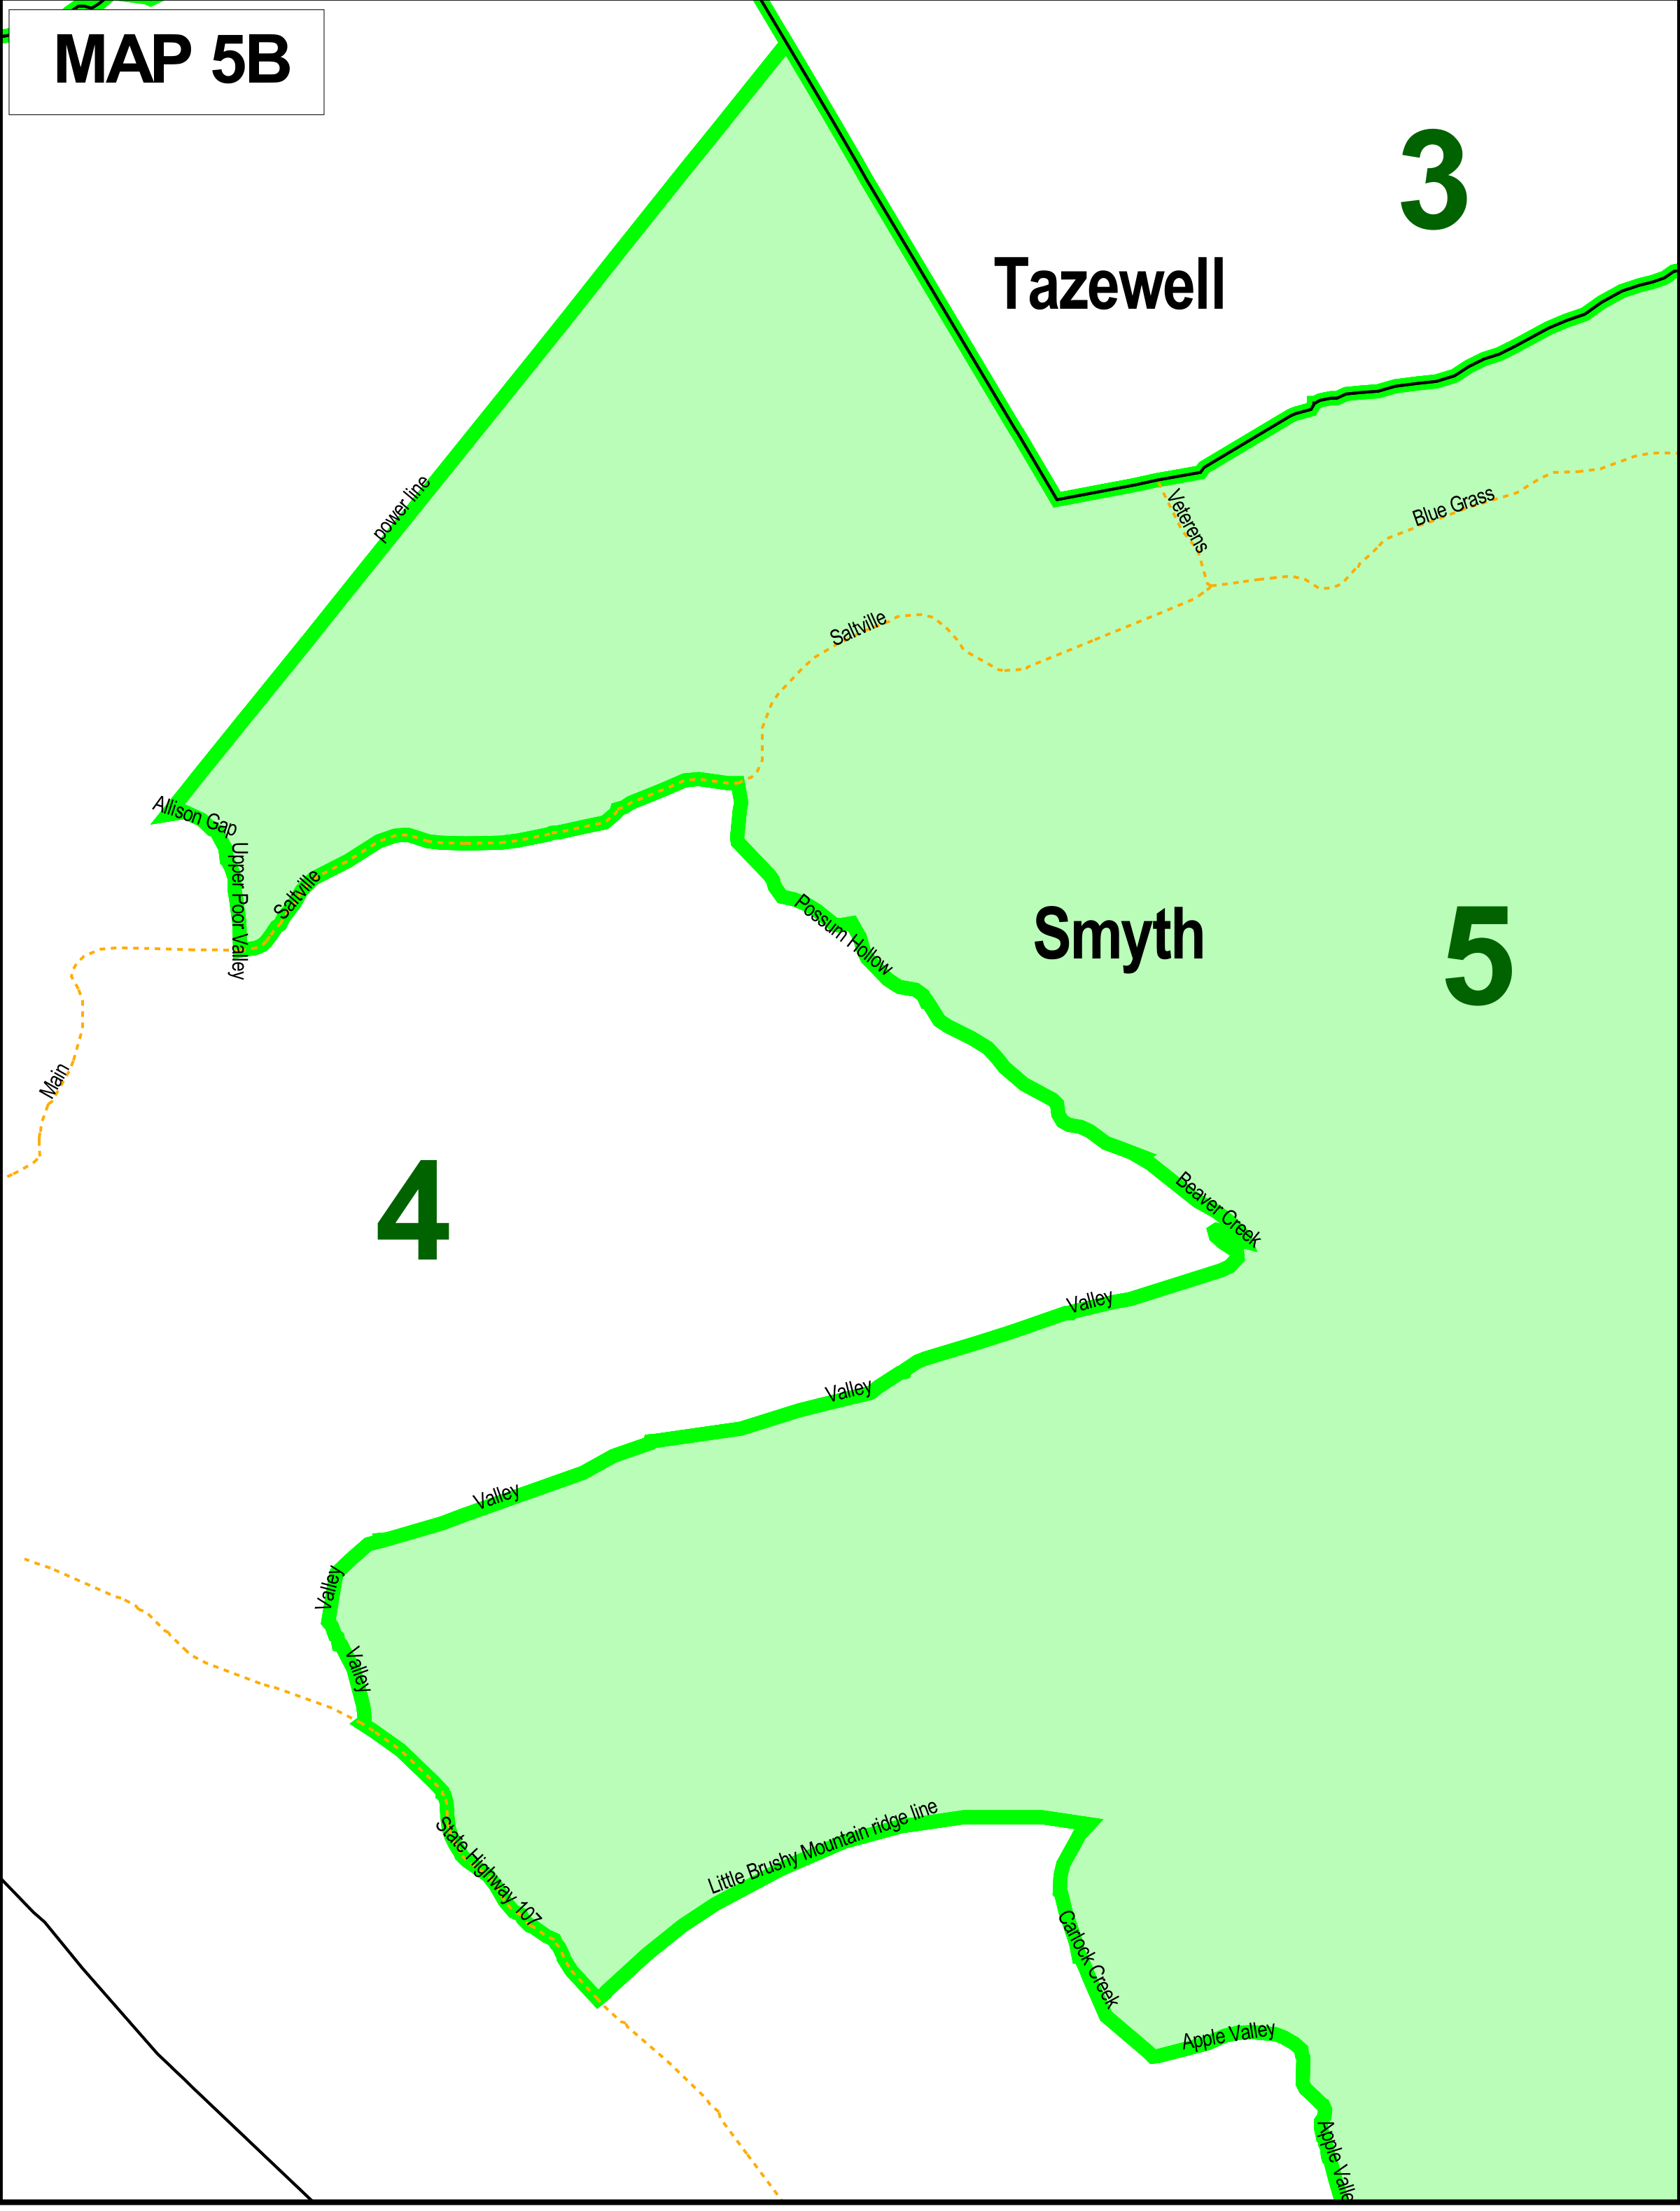 MAP 5B
3
Tazewell
power line
Veterens
Blue Grass
Saltville
Allison Gap
Upper Poor Valley
Saltville
Possum Hollow
Smyth
5
Main
4
Beaver Creek
Valley
Valley
Valley
Valley
Valley
State Highway 107
Little Brushy Mountain ridge line
Carlock Creek
Apple Valley
Apple Valle